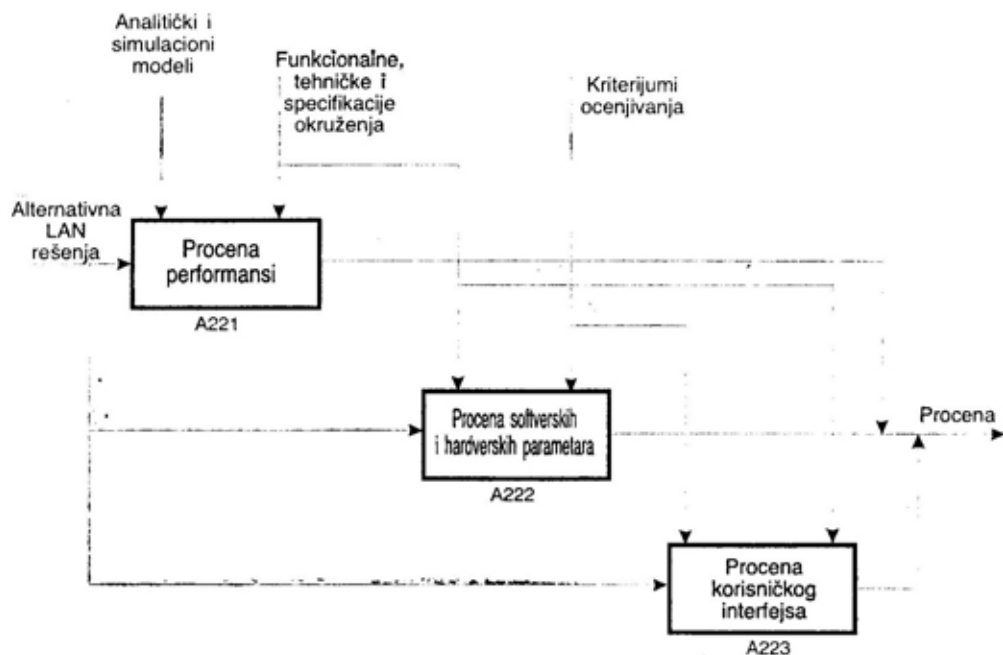 Analitički i
simulacioni
modeli
Funkcionalne,
tehničke i
specifikacije
okruženja
Kriterijumi
ocenjivanja
Alternativna
LAN
rešenja
Procena
performansi
A221
Procena softverskih
i hardverskih parametara
A222
Procena
Procena
korisničkog
interfejsa
A223